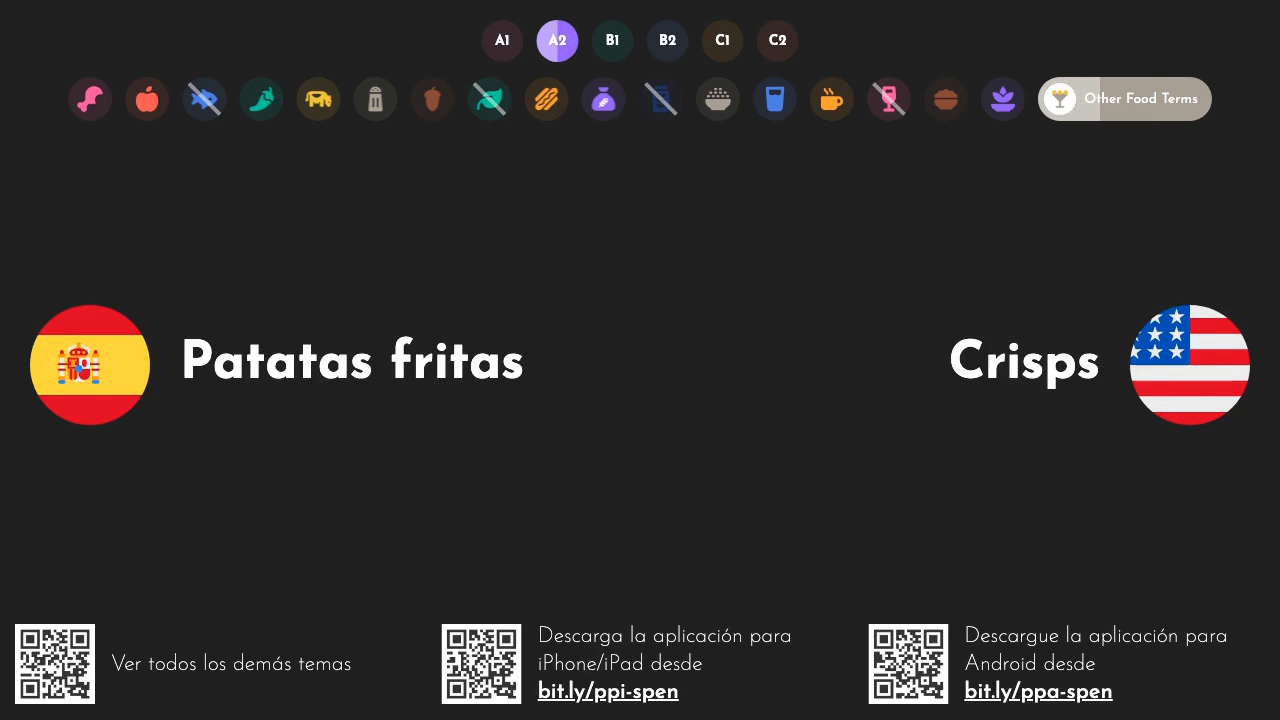 A1 A2 B1 B2 C1 C2
Other Food Terms
Patatas fritas
Crisps
Ver todos los demás temas
Descarga la aplicación para
iPhone/iPad desde
bit.ly/ppi-spen
Descargue la aplicación para
Android desde
bit.ly/ppa-spen